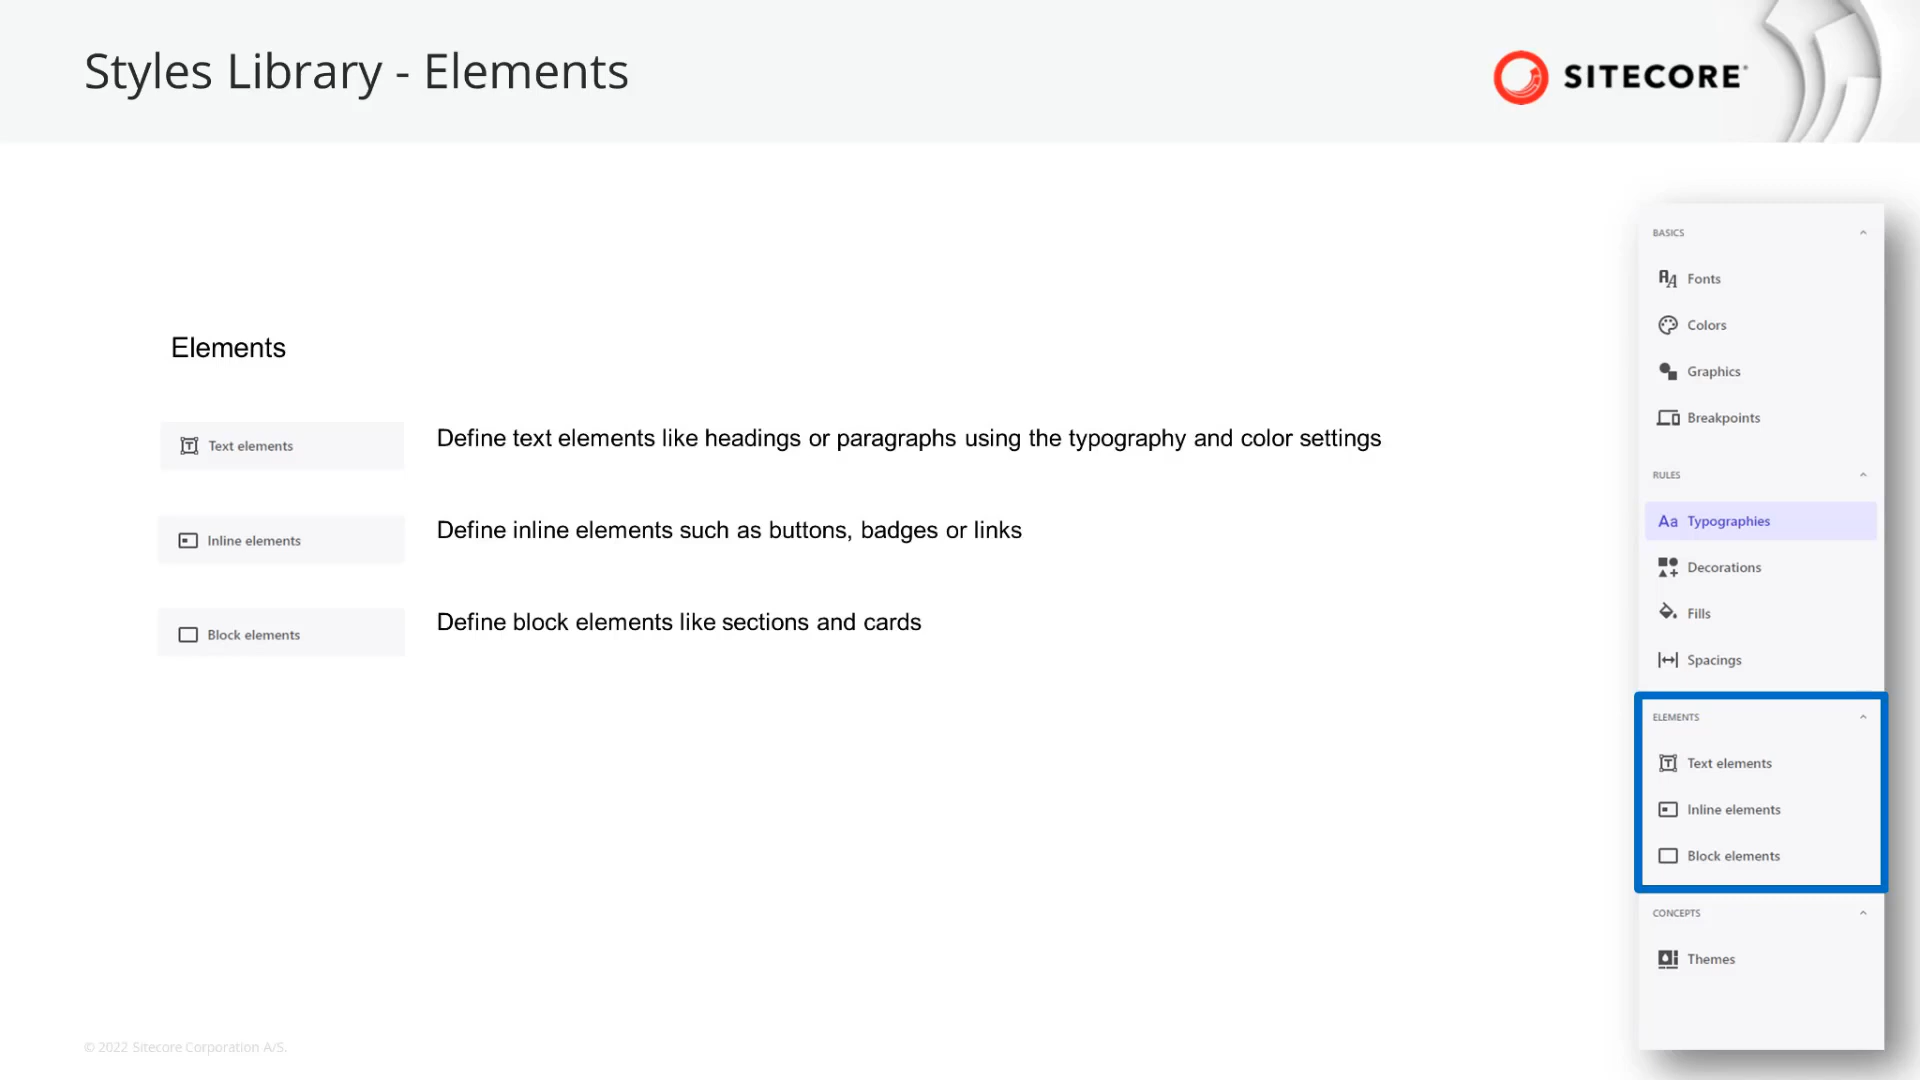 Styles Library - Elements
SITECORE
Elements
Text elements
Define text elements like headings or paragraphs using the typography and color settings
Inline elements
Define inline elements such as buttons, badges or links
Block elements
Define block elements like sections and cards
BASICS
Fonts
Colors
Graphics
Breakpoints
RULES
Aa Typographies
Decorations
Fills
Spacings
ELEMENTS
Text elements
Inline elements
Block elements
CONCEPTS
Themes
© 2022 Sitecore Corporation A/S.